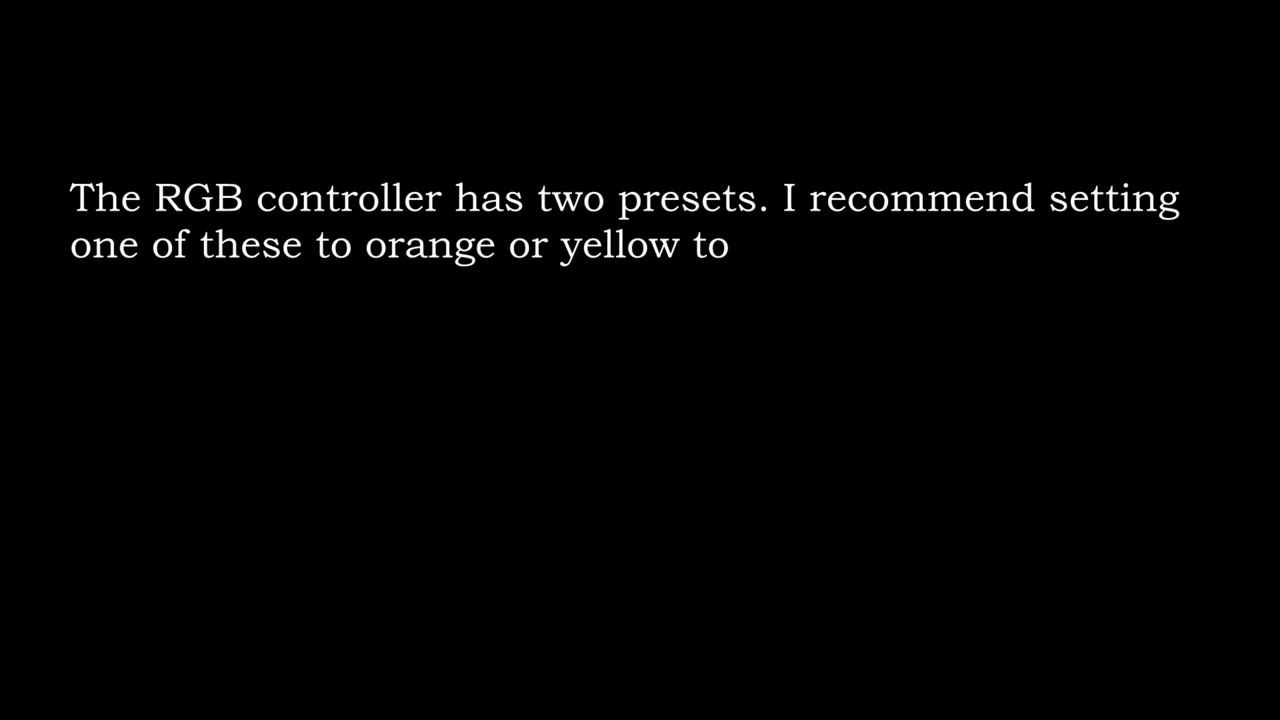 The RGB controller has two presets. I recommend setting
one of these to orange or yellow to